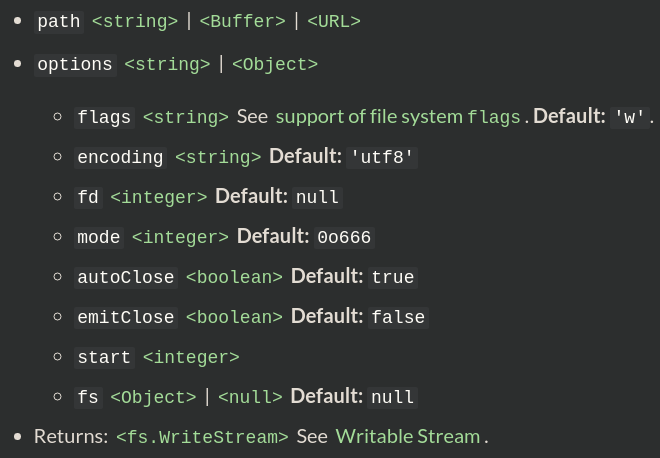 path <string> | <Buffer> | <URL>
options <string> | <Object>
flags <string> See support of file system flags. Default: 'w'.
encoding <string> Default: 'utf8'
fd <integer> Default: null
mode <integer> Default: 0o666
autoClose <boolean> Default: true
emitClose <boolean> Default: false
start <integer>
fs <Object> | <null> Default: null
Returns: <fs.WriteStream> See Writable Stream.